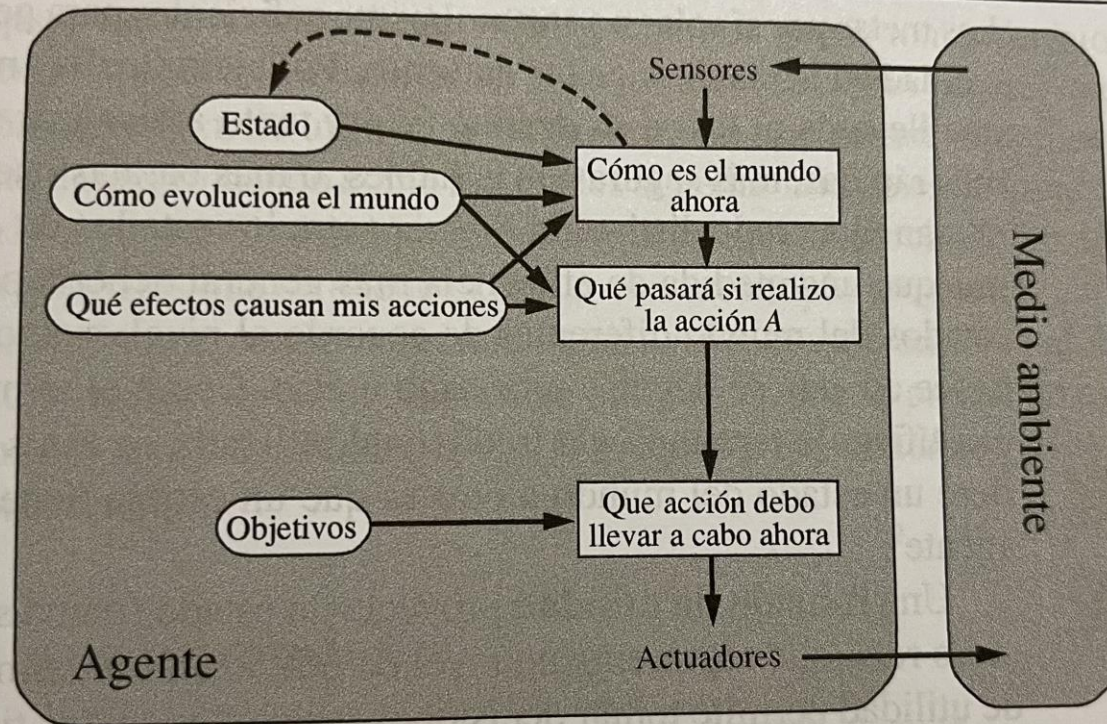 Sensores
Estado
Cómo es el mundo
ahora
Cómo evoluciona el mundo
Qué efectos causan mis acciones
Qué pasará si realizo
la acción A
Que acción debo
llevar a cabo ahora
Objetivos
Agente
Actuadores
Medio ambiente